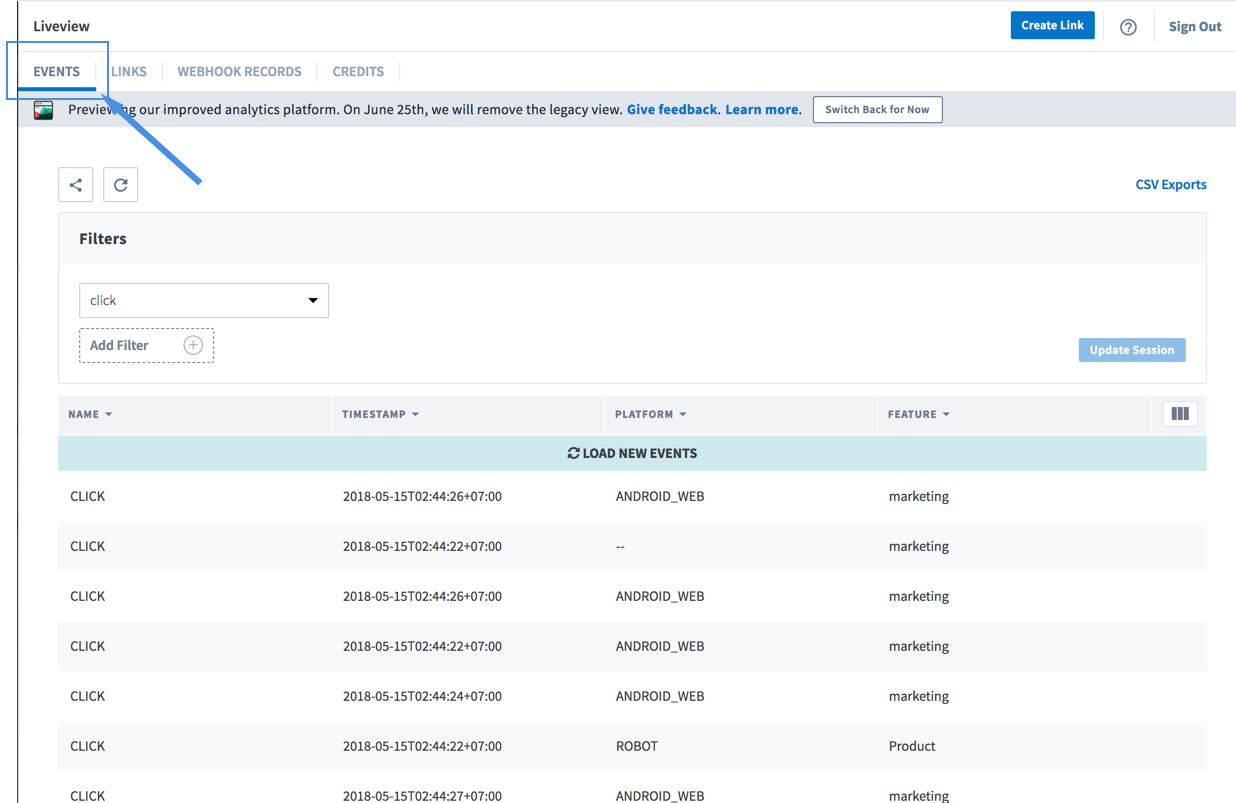 Liveview
Create Link
Sign Out
EVENTS LINKS WEBHOOK RECORDS CREDITS
Previewing our improved analytics platform. On June 25th, we will remove the legacy view. Give feedback. Learn more. Switch Back for Now
CSV Exports
Filters
click
Add Filter
Update Session
NAME TIMESTAMP PLATFORM FEATURE
LOAD NEW EVENTS
CLICK 2018-05-15T02:44:26+07:00 ANDROID_WEB marketing
CLICK 2018-05-15T02:44:22+07:00 -- marketing
CLICK 2018-05-15T02:44:26+07:00 ANDROID_WEB marketing
CLICK 2018-05-15T02:44:22+07:00 ANDROID_WEB marketing
CLICK 2018-05-15T02:44:24+07:00 ANDROID_WEB marketing
CLICK 2018-05-15T02:44:22+07:00 ROBOT Product
CLICK 2018-05-15T02:44:27+07:00 ANDROID_WEB marketing